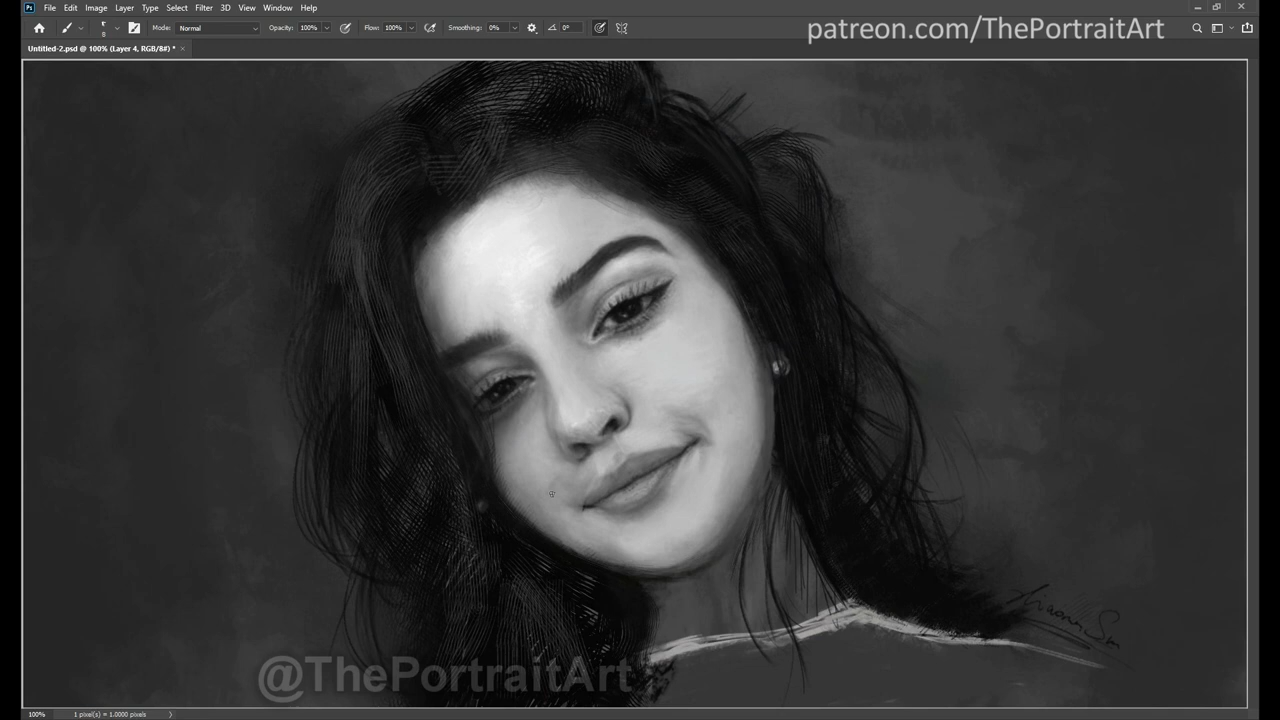 Ps File Edit Image Layer Type Select Filter 3D View Window Help
5 Mode: Normal Opacity: 100% Flow: 100% Smoothing: 0% 0°
patreon.com/ThePortraitArt
Untitled-2.psd @ 100% (Layer 4, RGB/8#) * ×
@ThePortraitArt
100% 1 pixel(s) = 1.0000 pixels